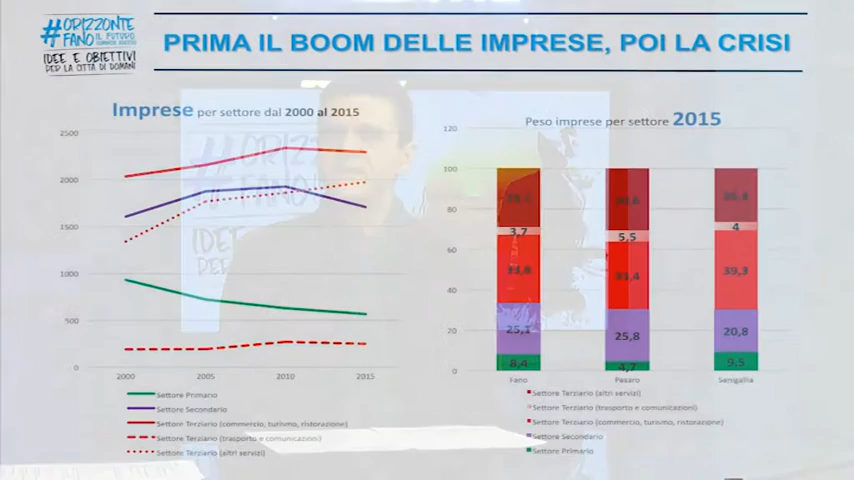 #ORIZZONTE
FANO IL FUTURO
COMINCIA ADESSO
IDEE E OBIETTIVI
PER LA CITTÀ DI DOMANI
PRIMA IL BOOM DELLE IMPRESE, POI LA CRISI
Imprese per settore dal 2000 al 2015
2500
2000
1500
1000
500
0
2000 2005 2010 2015
Settore Primario
Settore Secondario
Settore Terziario (commercio, turismo, ristorazione)
Settore Terziario (trasporto e comunicazioni)
Settore Terziario (altri servizi)
Peso imprese per settore 2015
120
100
80
60
40
20
0
3,7 5,5 4
33,8 33,4 39,3
25,1 25,8 20,8
8,4 4,7 9,5
Fano Pesaro Senigallia
Settore Terziario (altri servizi)
Settore Terziario (trasporto e comunicazioni)
Settore Terziario (commercio, turismo, ristorazione)
Settore Secondario
Settore Primario